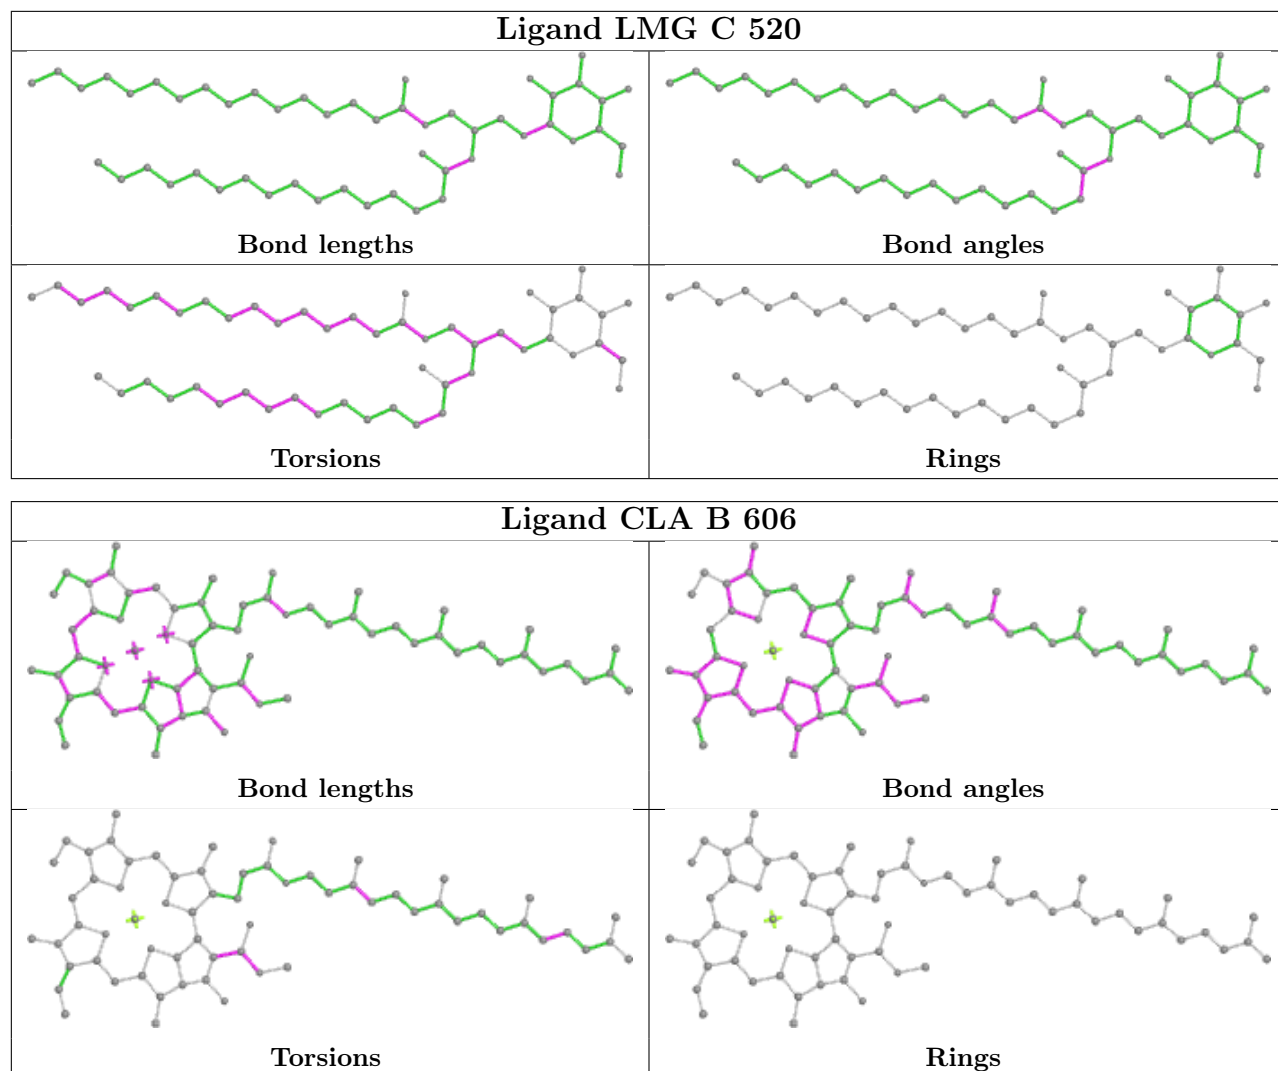 Ligand LMG C 520
Bond lengths
Bond angles
Torsions
Rings
Ligand CLA B 606
Bond lengths
Bond angles
Torsions
Rings